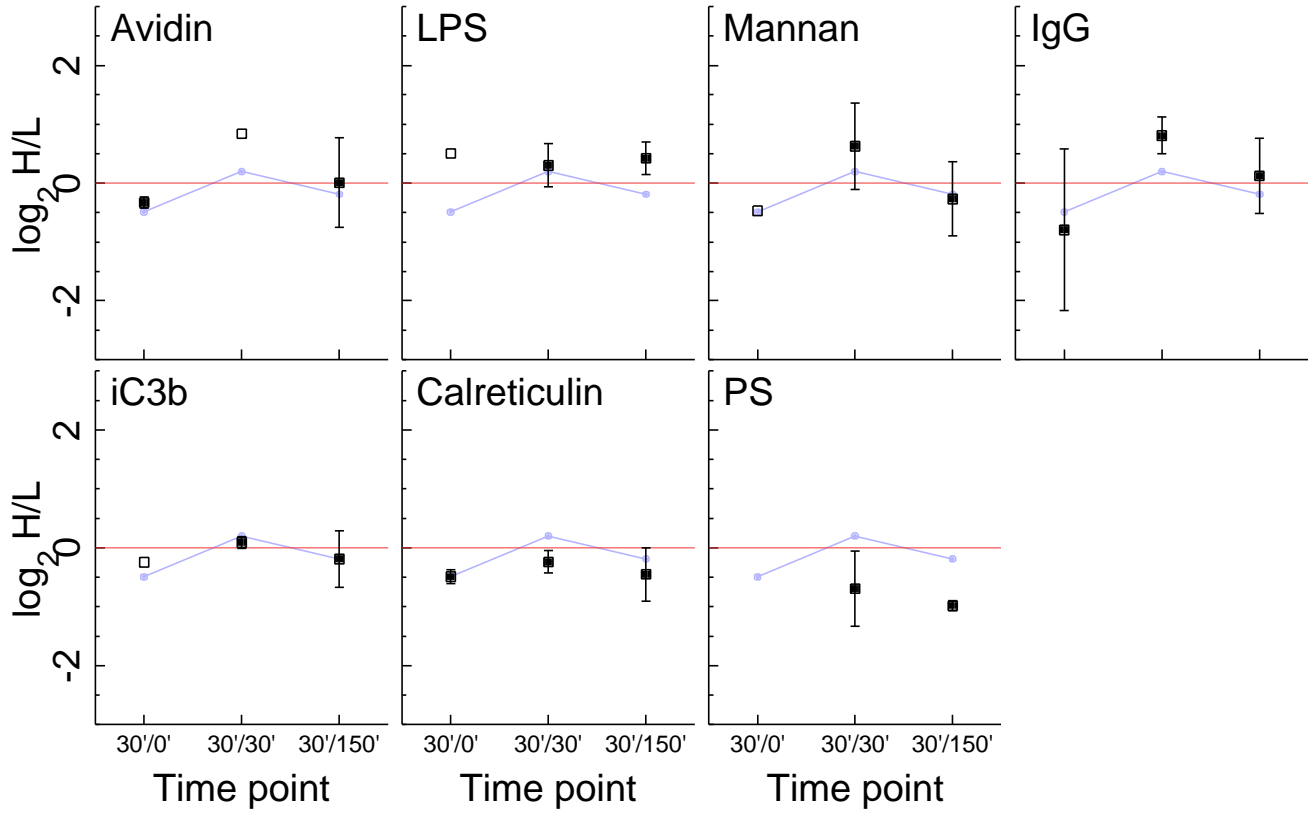 Avidin LPS Mannan IgG
2
0
-2
log₂ H/L
iC3b Calreticulin PS
2
0
-2
log₂ H/L
30'/0' 30'/30' 30'/150' 30'/0' 30'/30' 30'/150' 30'/0' 30'/30' 30'/150'
Time point Time point Time point